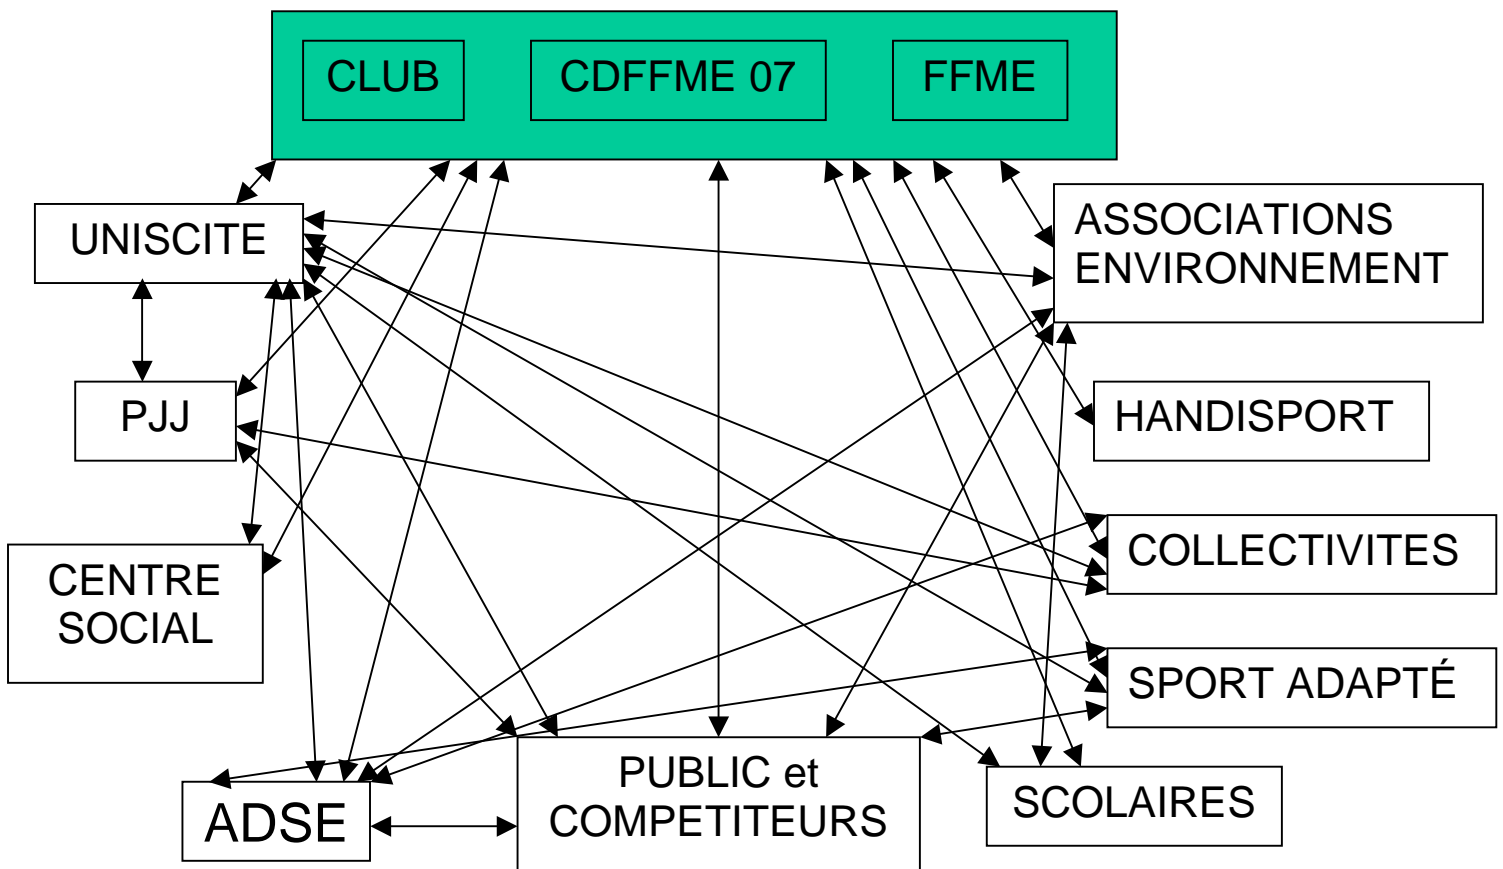 CLUB
CDFFME 07
FFME
UNISCITE
ASSOCIATIONS
ENVIRONNEMENT
PJJ
HANDISPORT
COLLECTIVITES
CENTRE
SOCIAL
SPORT ADAPTÉ
PUBLIC et
COMPETITEURS
SCOLAIRES
ADSE